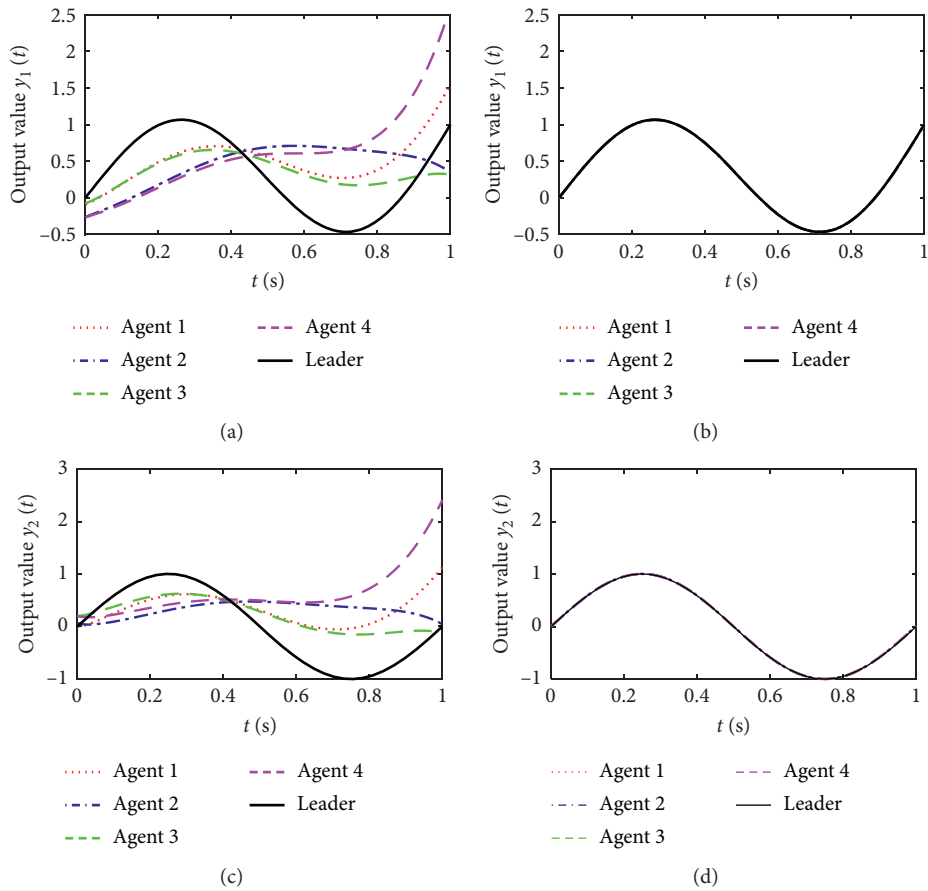 Output value y₁ (t)
2.5
2
1.5
1
0.5
0
–0.5
0 0.2 0.4 0.6 0.8 1
t (s)
Agent 1
Agent 2
Agent 3
Agent 4
Leader
(a)
Output value y₁ (t)
2.5
2
1.5
1
0.5
0
–0.5
0 0.2 0.4 0.6 0.8 1
t (s)
Agent 1
Agent 2
Agent 3
Agent 4
Leader
(b)
Output value y₂ (t)
3
2
1
0
–1
0 0.2 0.4 0.6 0.8 1
t (s)
Agent 1
Agent 2
Agent 3
Agent 4
Leader
(c)
Output value y₂ (t)
3
2
1
0
–1
0 0.2 0.4 0.6 0.8 1
t (s)
Agent 1
Agent 2
Agent 3
Agent 4
Leader
(d)